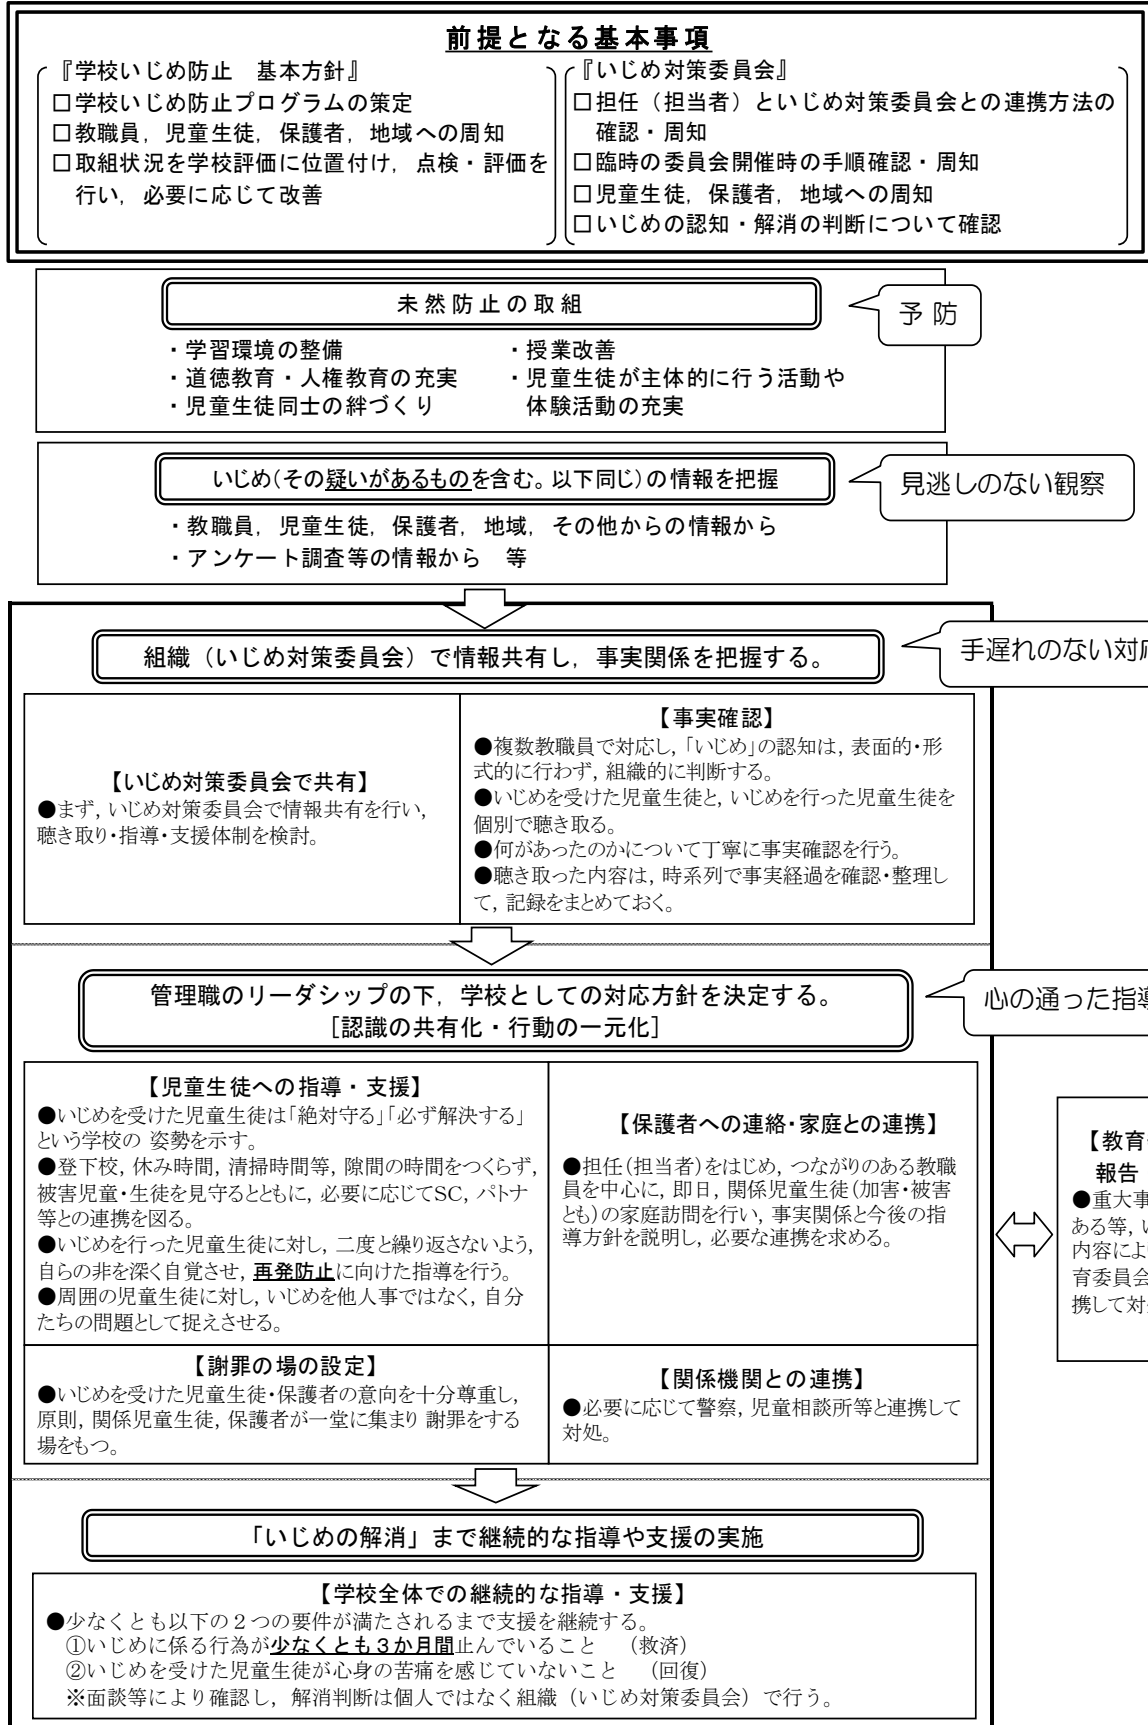 前提となる基本事項
『学校いじめ防止　基本方針』
□学校いじめ防止プログラムの策定
□教職員，児童生徒，保護者，地域への周知
□取組状況を学校評価に位置付け，点検・評価を
行い，必要に応じて改善
『いじめ対策委員会』
□担任（担当者）といじめ対策委員会との連携方法の
確認・周知
□臨時の委員会開催時の手順確認・周知
□児童生徒，保護者，地域への周知
□いじめの認知・解消の判断について確認
未然防止の取組
予 防
・学習環境の整備
・道徳教育・人権教育の充実
・児童生徒同士の絆づくり
・授業改善
・児童生徒が主体的に行う活動や
体験活動の充実
いじめ(その疑いがあるものを含む。以下同じ)の情報を把握
見逃しのない観察
・教職員，児童生徒，保護者，地域，その他からの情報から
・アンケート調査等の情報から　等
組織（いじめ対策委員会）で情報共有し，事実関係を把握する。
手遅れのない対
【いじめ対策委員会で共有】
●まず，いじめ対策委員会で情報共有を行い，
聴き取り・指導・支援体制を検討。
【事実確認】
●複数教職員で対応し，「いじめ」の認知は，表面的・形
式的に行わず，組織的に判断する。
●いじめを受けた児童生徒と，いじめを行った児童生徒を
個別で聴き取る。
●何があったのかについて丁寧に事実確認を行う。
●聴き取った内容は，時系列で事実経過を確認・整理し
て，記録をまとめておく。
管理職のリーダシップの下，学校としての対応方針を決定する。
［認識の共有化・行動の一元化］
心の通った指
【児童生徒への指導・支援】
●いじめを受けた児童生徒は「絶対守る」「必ず解決する」
という学校の 姿勢を示す。
●登下校，休み時間，清掃時間等，隙間の時間をつくらず，
被害児童・生徒を見守るとともに，必要に応じてSC，パトナ
等との連携を図る。
●いじめを行った児童生徒に対し，二度と繰り返さないよう，
自らの非を深く自覚させ，再発防止に向けた指導を行う。
●周囲の児童生徒に対し，いじめを他人事ではなく，自分
たちの問題として捉えさせる。
【保護者への連絡・家庭との連携】
●担任（担当者）をはじめ，つながりのある教職
員を中心に，即日，関係児童生徒（加害・被害
とも）の家庭訪問を行い，事実関係と今後の指
導方針を説明し，必要な連携を求める。
【教育
報告
●重大事
ある等，い
内容によ
育委員会
携して対
【謝罪の場の設定】
●いじめを受けた児童生徒・保護者の意向を十分尊重し，
原則，関係児童生徒，保護者が一堂に集まり 謝罪をする
場をもつ。
【関係機関との連携】
●必要に応じて警察，児童相談所等と連携して
対処。
「いじめの解消」まで継続的な指導や支援の実施
【学校全体での継続的な指導・支援】
●少なくとも以下の２つの要件が満たされるまで支援を継続する。
①いじめに係る行為が少なくとも３か月間止んでいること　（救済）
②いじめを受けた児童生徒が心身の苦痛を感じていないこと　（回復）
※面談等により確認し，解消判断は個人ではなく組織（いじめ対策委員会）で行う。